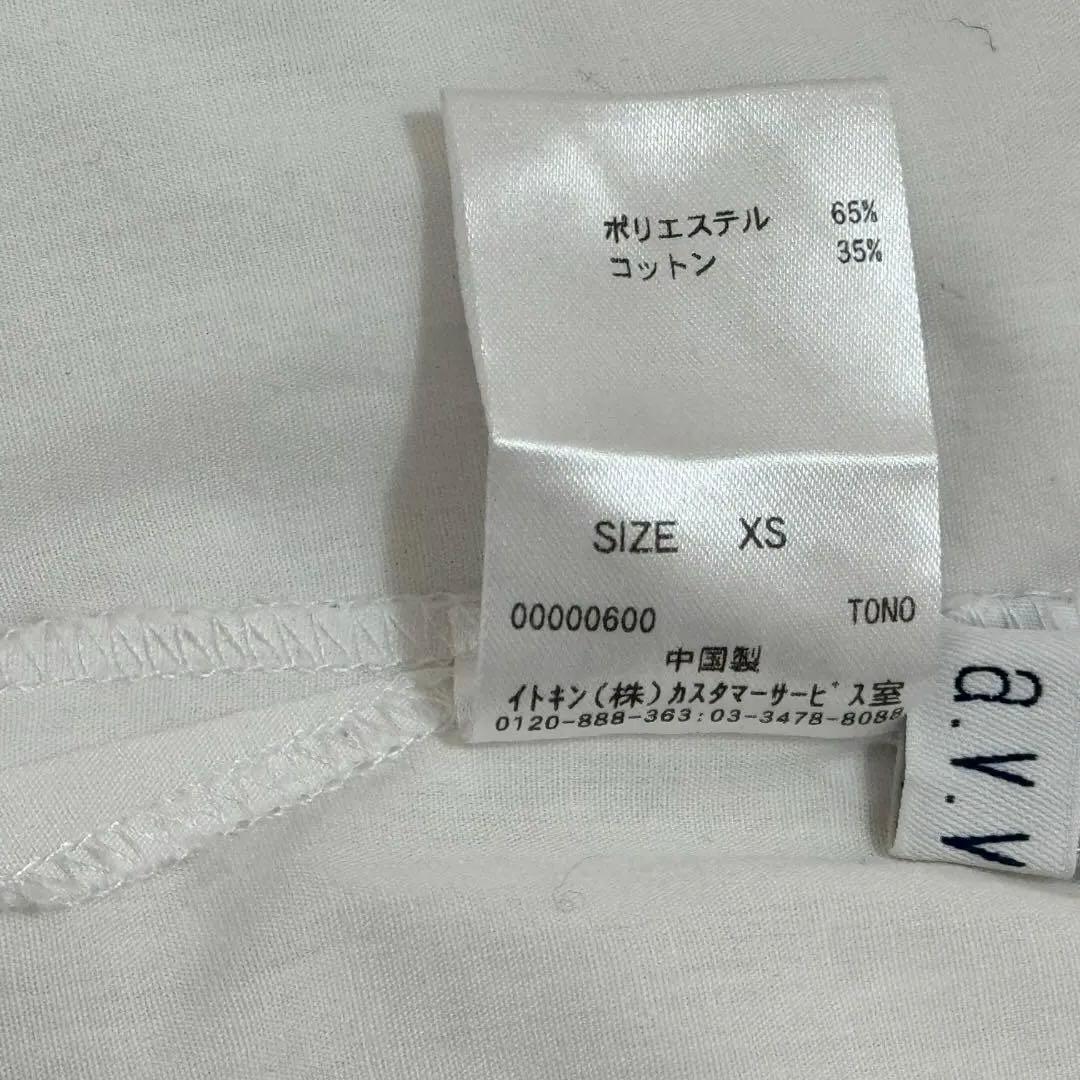 ポリエステル 65%
コットン 35%
SIZE XS
00000600 TONO
中国製
イトキン(株)カスタマーサービス室
0120-888-363:03-3478-8088
a.v.v